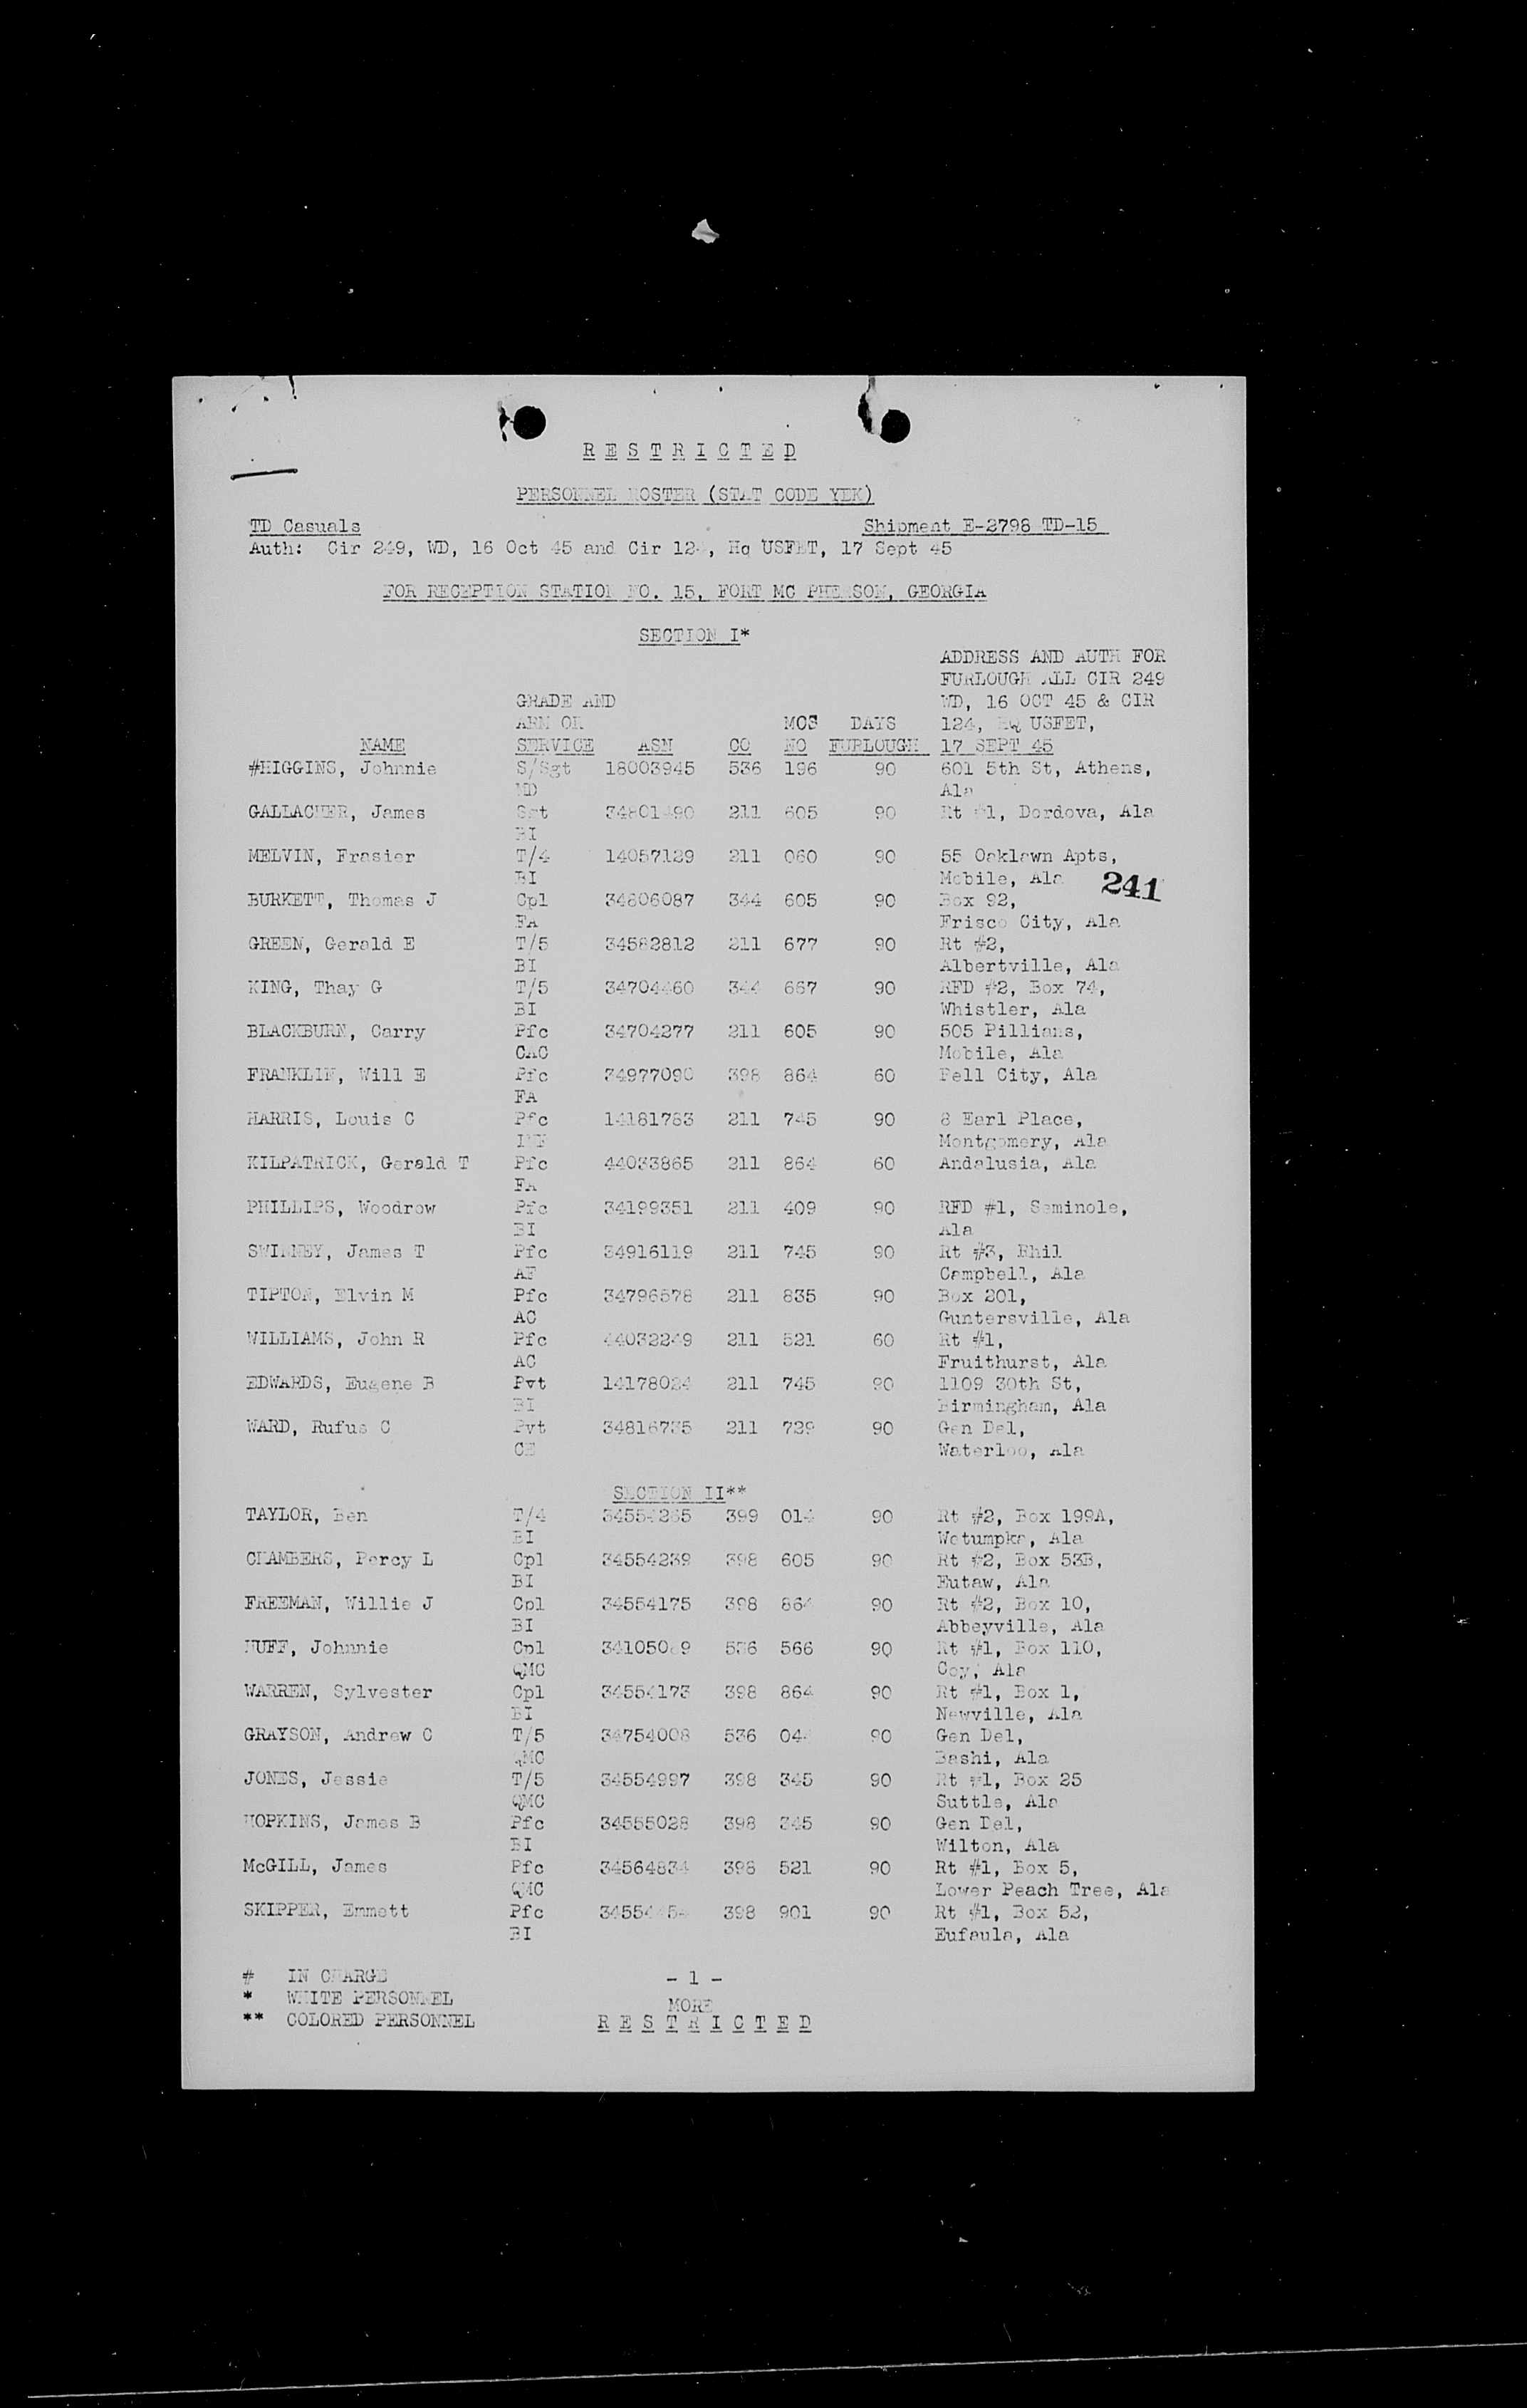 R E S T R I C T E D
PERSONNEL ROSTER (STAT CODE YEK)
TD Casuals Shipment E-2798 TD-15
Auth: Cir 249, WD, 16 Oct 45 and Cir 124, Hq USFET, 17 Sept 45
FOR RECEPTION STATION NO. 15, FORT MC PHERSON, GEORGIA
SECTION I*
ADDRESS AND AUTH FOR
FURLOUGH ALL CIR 249
GRADE AND WD, 16 OCT 45 & CIR
ARM OR MOS DAYS 124, HQ USFET,
NAME SERVICE ASN CO NO FURLOUGH 17 SEPT 45
#HIGGINS, Johnnie S/Sgt 18003945 536 196 90 601 5th St, Athens,
MD Ala
GALLAGHER, James Sgt 211 605 90 Rt #1, Dordova, Ala
BI
MELVIN, Frasier T/4 14057129 211 060 90 55 Oaklawn Apts,
BI Mobile, Ala
241
BURKETT, Thomas J Cpl 34806087 344 605 90 Box 92,
FA Frisco City, Ala
GREEN, Gerald E T/5 34582812 211 677 90 Rt #2,
BI Albertville, Ala
KING, Thay G T/5 34704460 344 667 90 RFD #2, Box 74,
BI Whistler, Ala
BLACKBURN, Carry Pfc 34704277 211 605 90 505 Pillians,
CAC Mobile, Ala
FRANKLIN, Will E Pfc 34977090 398 864 60 Pell City, Ala
FA
HARRIS, Louis C Pfc 14181783 211 745 90 8 Earl Place,
INF Montgomery, Ala
KILPATRICK, Gerald T Pfc 44033865 211 864 60 Andalusia, Ala
FA
PHILLIPS, Woodrow Pfc 34199351 211 409 90 RFD #1, Seminole,
BI Ala
SWINNEY, James T Pfc 34916119 211 745 90 Rt #3, Phil
AF Campbell, Ala
TIPTON, Elvin M Pfc 34796578 211 835 90 Box 201,
AC Guntersville, Ala
WILLIAMS, John R Pfc 44032249 211 521 60 Rt #1,
AC Fruithurst, Ala
EDWARDS, Eugene B Pvt 14178024 211 745 90 1109 30th St,
BI Birmingham, Ala
WARD, Rufus C Pvt 34816735 211 729 90 Gen Del,
CE Waterloo, Ala
SECTION II**
TAYLOR, Ben T/4 34554265 399 014 90 Rt #2, Box 199A,
BI Wetumpka, Ala
CHAMBERS, Percy L Cpl 34554239 398 605 90 Rt #2, Box 53B,
BI Eutaw, Ala
FREEMAN, Willie J Cpl 34554175 398 864 90 Rt #2, Box 10,
BI Abbeyville, Ala
HUFF, Johnnie Cpl 536 566 90 Rt #1, Box 110,
QMC Coy, Ala
WARREN, Sylvester Cpl 34554173 398 864 90 Rt #1, Box 1,
BI Newville, Ala
GRAYSON, Andrew C T/5 34754008 536 90 Gen Del,
QMC Bashi, Ala
JONES, Jessie T/5 34554997 398 345 90 Rt #1, Box 25
QMC Suttle, Ala
HOPKINS, James B Pfc 34555028 398 345 90 Gen Del,
BI Wilton, Ala
McGILL, James Pfc 34564834 398 521 90 Rt #1, Box 5,
QMC Lower Peach Tree, Ala
SKIPPER, Emmett Pfc 398 901 90 Rt #1, Box 52,
BI Eufaula, Ala
# IN CHARGE - 1 -
* WHITE PERSONNEL MORE
** COLORED PERSONNEL R E S T R I C T E D